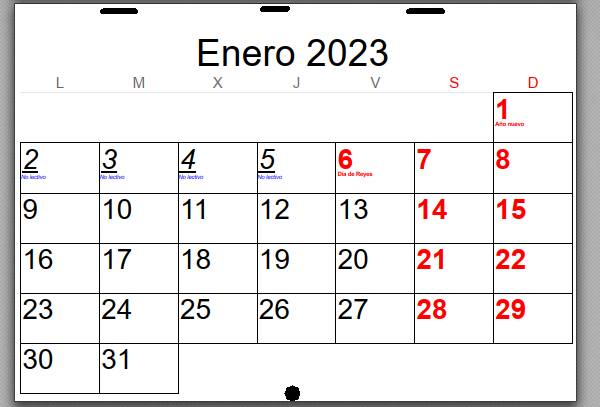 Enero 2023
L M X J V S D
1
Año nuevo
2 3 4 5 6 7 8
No lectivo No lectivo No lectivo No lectivo Día de Reyes
9 10 11 12 13 14 15
16 17 18 19 20 21 22
23 24 25 26 27 28 29
30 31